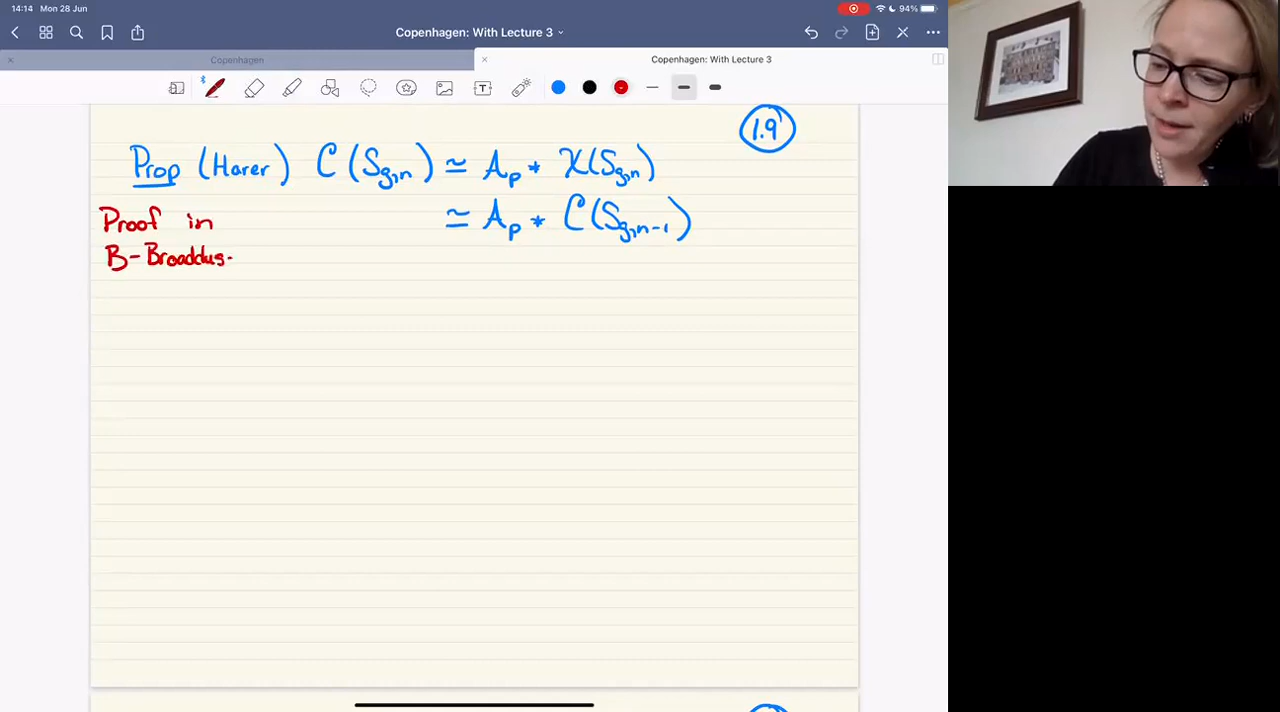 14:14 Mon 28 Jun
94%
Copenhagen: With Lecture 3
Copenhagen
Copenhagen: With Lecture 3
1.9
Prop (Harer) C(S_{g,n}) ≃ A_p * X(S_{g,n})
Proof in ≃ A_p * C(S_{g,n-1})
B-Broaddus.